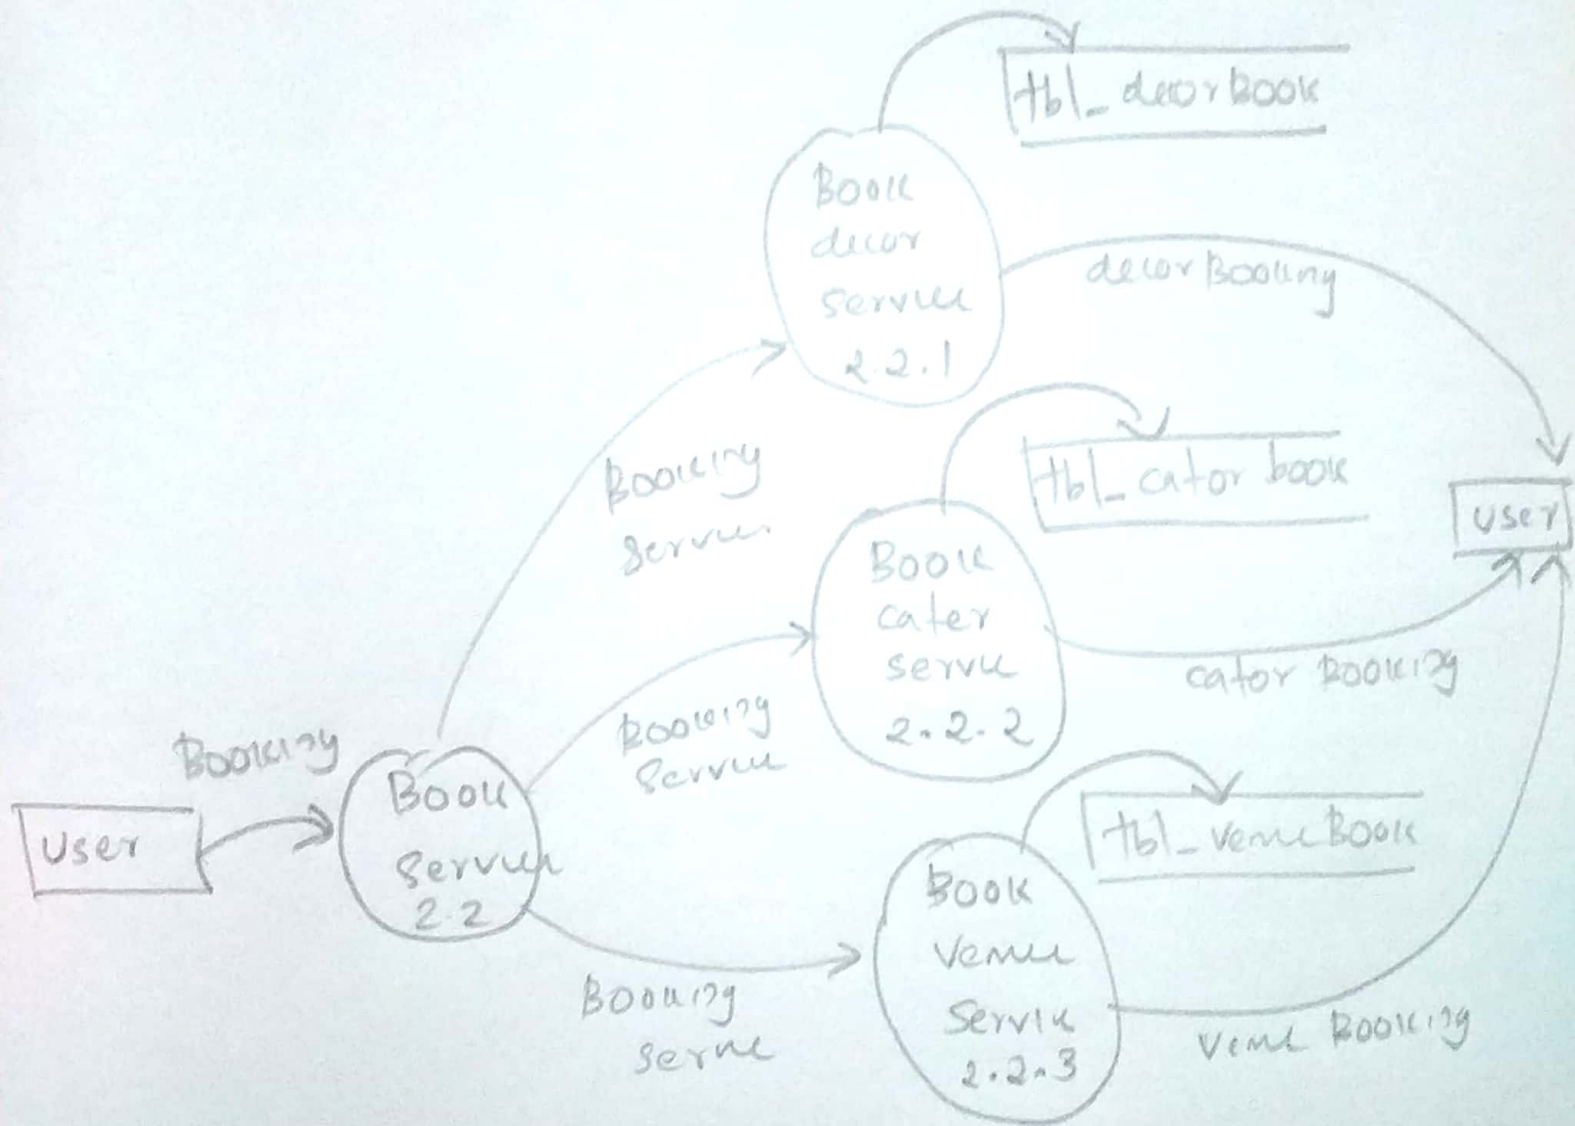 tbl_decorBook
Book
decor
service
2.2.1
decorBooking
Booking
Service
tbl_cator book
user
Book
cater
service
2.2.2
cator Booking
Booking
Service
Booking
User
Book
Service
2.2
tbl_venueBook
Book
Venue
Service
2.2.3
Booking
Service
Venue Booking